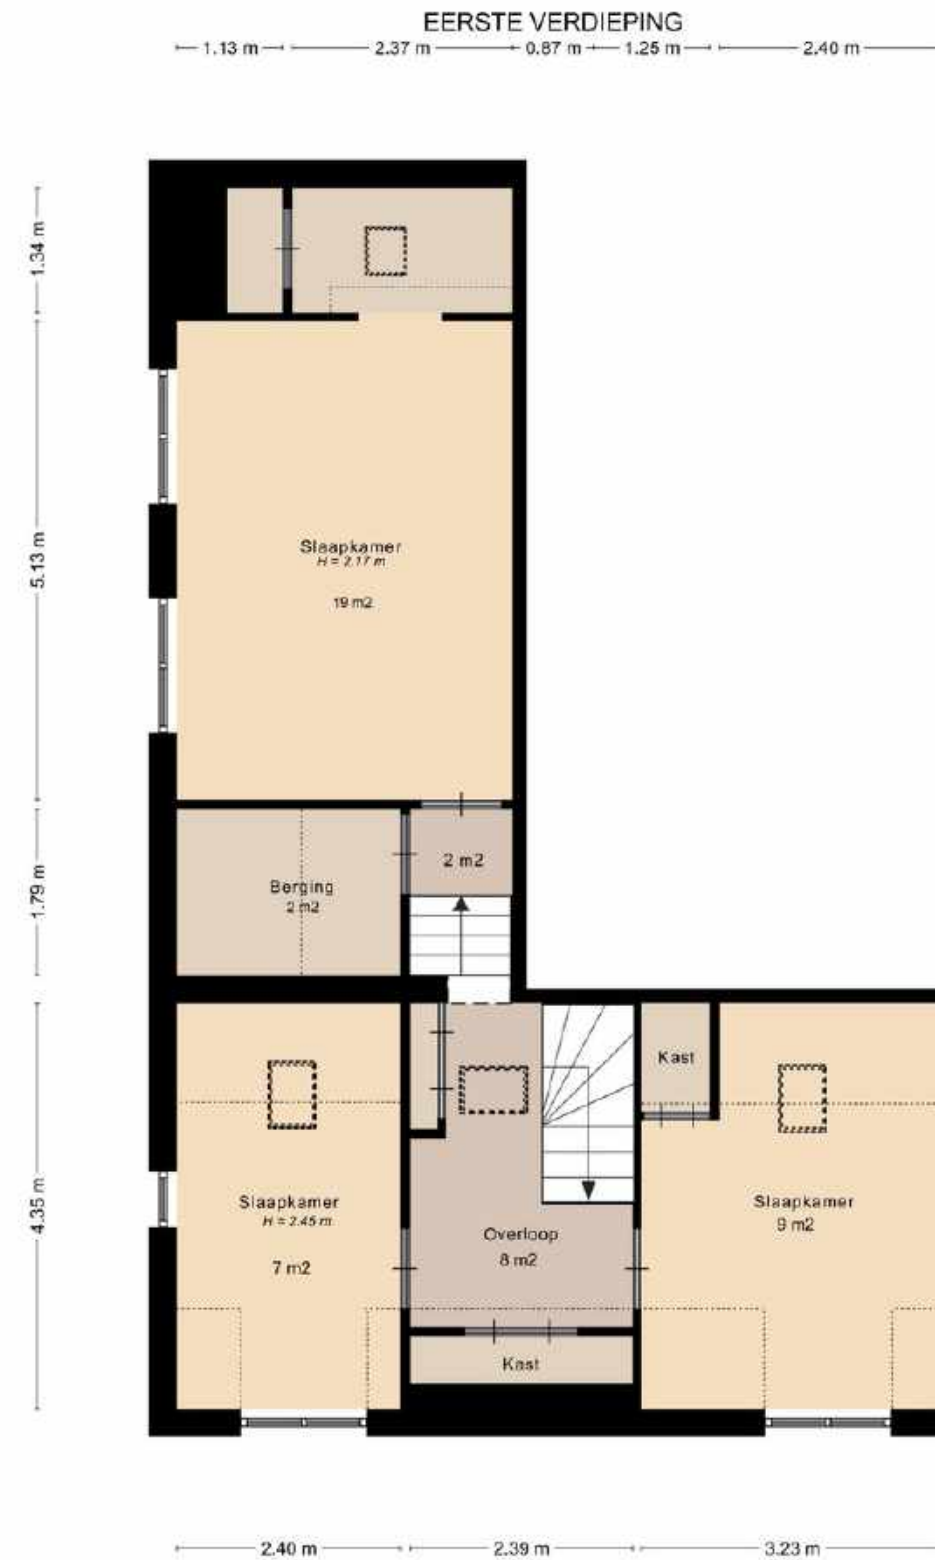 EERSTE VERDIEPING
1.13 m 2.37 m 0.87 m 1.25 m 2.40 m
1.34 m
5.13 m
Slaapkamer
H = 2.17 m
19 m2
1.79 m
2 m2
Berging
2 m2
Kast
4.35 m
Slaapkamer
H = 2.45 m
7 m2
Overloop
8 m2
Slaapkamer
9 m2
Kast
2.40 m 2.39 m 3.23 m